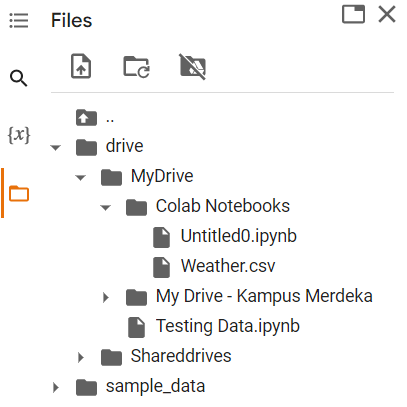 Files
..
{x}
drive
MyDrive
Colab Notebooks
Untitled0.ipynb
Weather.csv
My Drive - Kampus Merdeka
Testing Data.ipynb
Shareddrives
sample_data